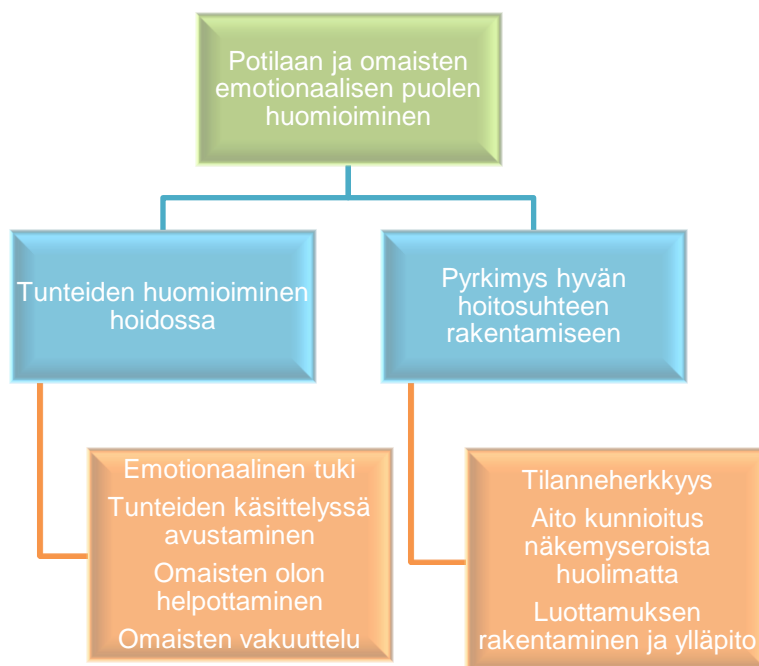 Potilaan ja omaisten
emotionaalisen puolen
huomioiminen
Tunteiden huomioiminen
hoidossa
Pyrkimys hyvän
hoitosuhteen
rakentamiseen
Emotionaalinen tuki
Tunteiden käsittelyssä
avustaminen
Omaisten olon
helpottaminen
Omaisten vakuuttelu
Tilanneherkkyys
Aito kunnioitus
näkemyseroista
huolimatta
Luottamuksen
rakentaminen ja ylläpito